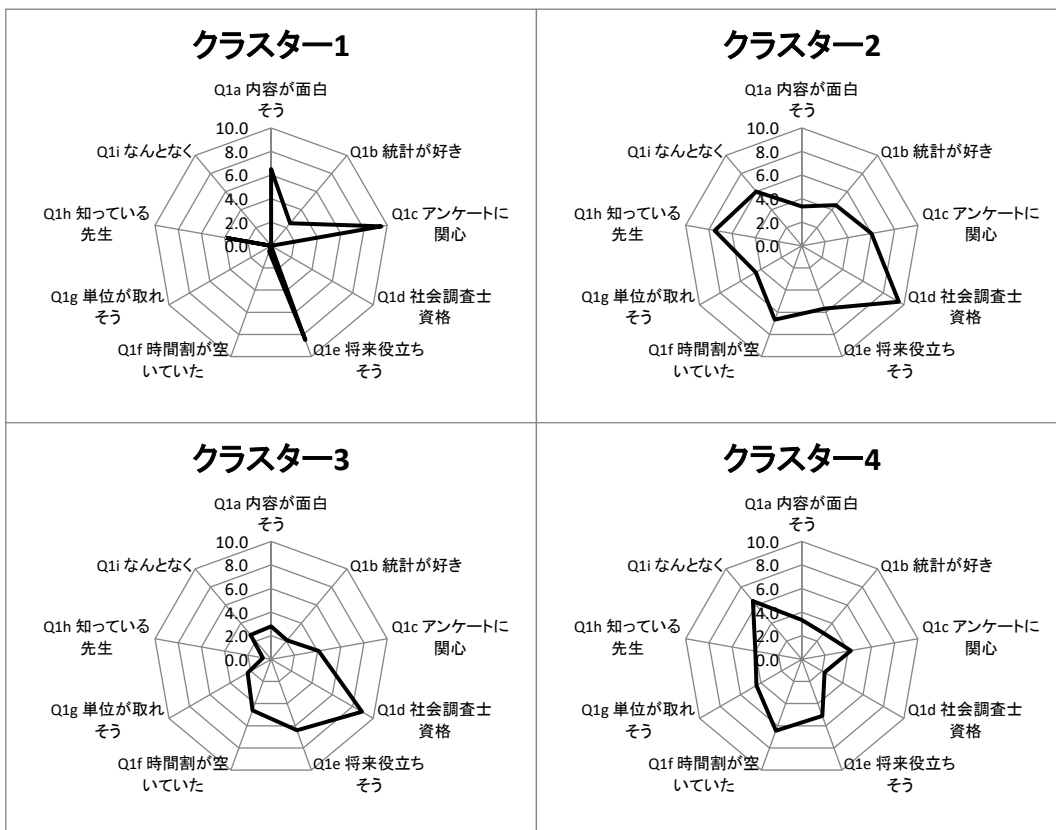 クラスター1
Q1a 内容が面白
そう
Q1b 統計が好き
Q1c アンケートに
関心
Q1d 社会調査士
資格
Q1e 将来役立ち
そう
Q1f 時間割が空
いていた
Q1g 単位が取れ
そう
Q1h 知っている
先生
Q1i なんとなく
10.0
8.0
6.0
4.0
2.0
0.0
クラスター2
Q1a 内容が面白
そう
Q1b 統計が好き
Q1c アンケートに
関心
Q1d 社会調査士
資格
Q1e 将来役立ち
そう
Q1f 時間割が空
いていた
Q1g 単位が取れ
そう
Q1h 知っている
先生
Q1i なんとなく
10.0
8.0
6.0
4.0
2.0
0.0
クラスター3
Q1a 内容が面白
そう
Q1b 統計が好き
Q1c アンケートに
関心
Q1d 社会調査士
資格
Q1e 将来役立ち
そう
Q1f 時間割が空
いていた
Q1g 単位が取れ
そう
Q1h 知っている
先生
Q1i なんとなく
10.0
8.0
6.0
4.0
2.0
0.0
クラスター4
Q1a 内容が面白
そう
Q1b 統計が好き
Q1c アンケートに
関心
Q1d 社会調査士
資格
Q1e 将来役立ち
そう
Q1f 時間割が空
いていた
Q1g 単位が取れ
そう
Q1h 知っている
先生
Q1i なんとなく
10.0
8.0
6.0
4.0
2.0
0.0